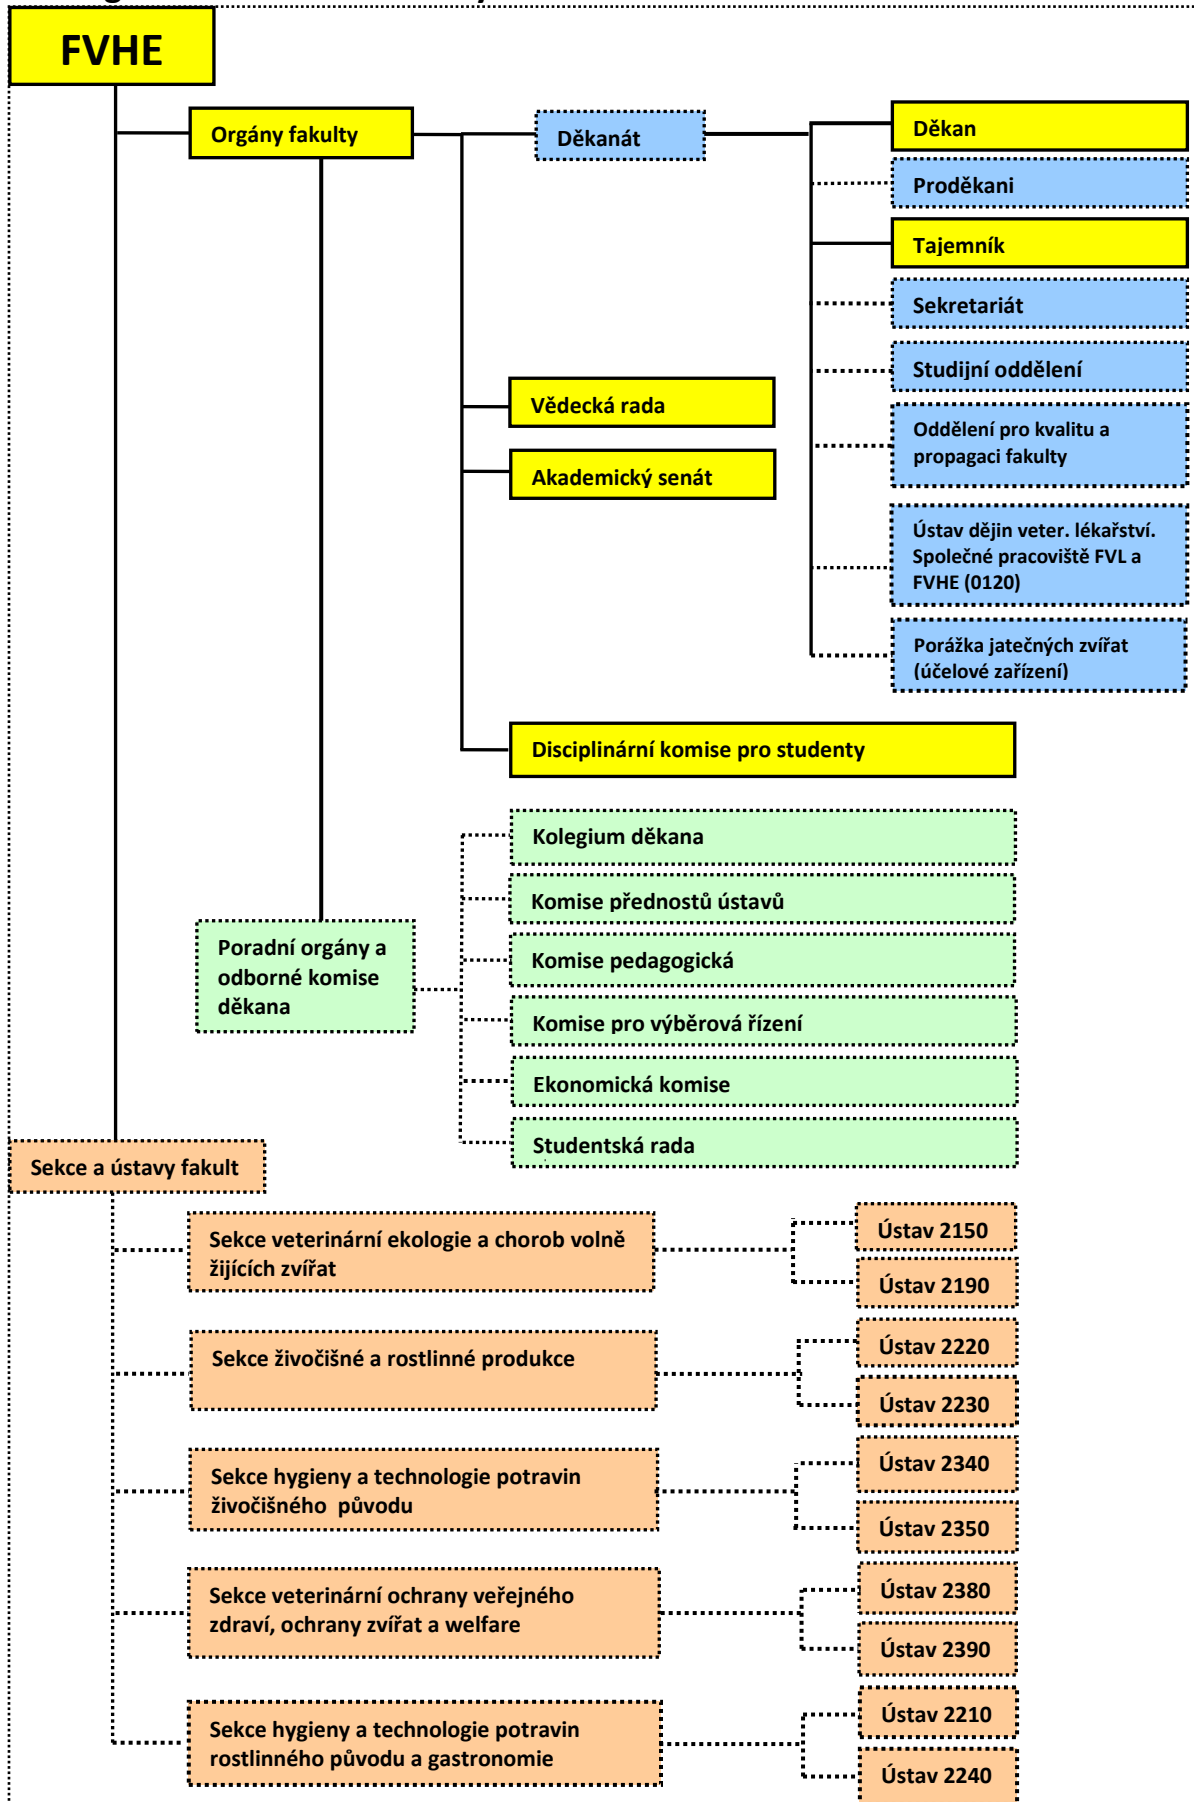 FVHE
Orgány fakulty
Děkanát
Děkan
Proděkani
Tajemník
Sekretariát
Studijní oddělení
Oddělení pro kvalitu a
propagaci fakulty
Ústav dějin veter. lékařství.
Společné pracoviště FVL a
FVHE (0120)
Porážka jatečných zvířat
(účelové zařízení)
Vědecká rada
Akademický senát
Disciplinární komise pro studenty
Poradní orgány a
odborné komise
děkana
Kolegium děkana
Komise přednostů ústavů
Komise pedagogická
Komise pro výběrová řízení
Ekonomická komise
Studentská rada
Sekce a ústavy fakult
Sekce veterinární ekologie a chorob volně
žijících zvířat
Ústav 2150
Ústav 2190
Sekce živočišné a rostlinné produkce
Ústav 2220
Ústav 2230
Sekce hygieny a technologie potravin
živočišného původu
Ústav 2340
Ústav 2350
Sekce veterinární ochrany veřejného
zdraví, ochrany zvířat a welfare
Ústav 2380
Ústav 2390
Sekce hygieny a technologie potravin
rostlinného původu a gastronomie
Ústav 2210
Ústav 2240